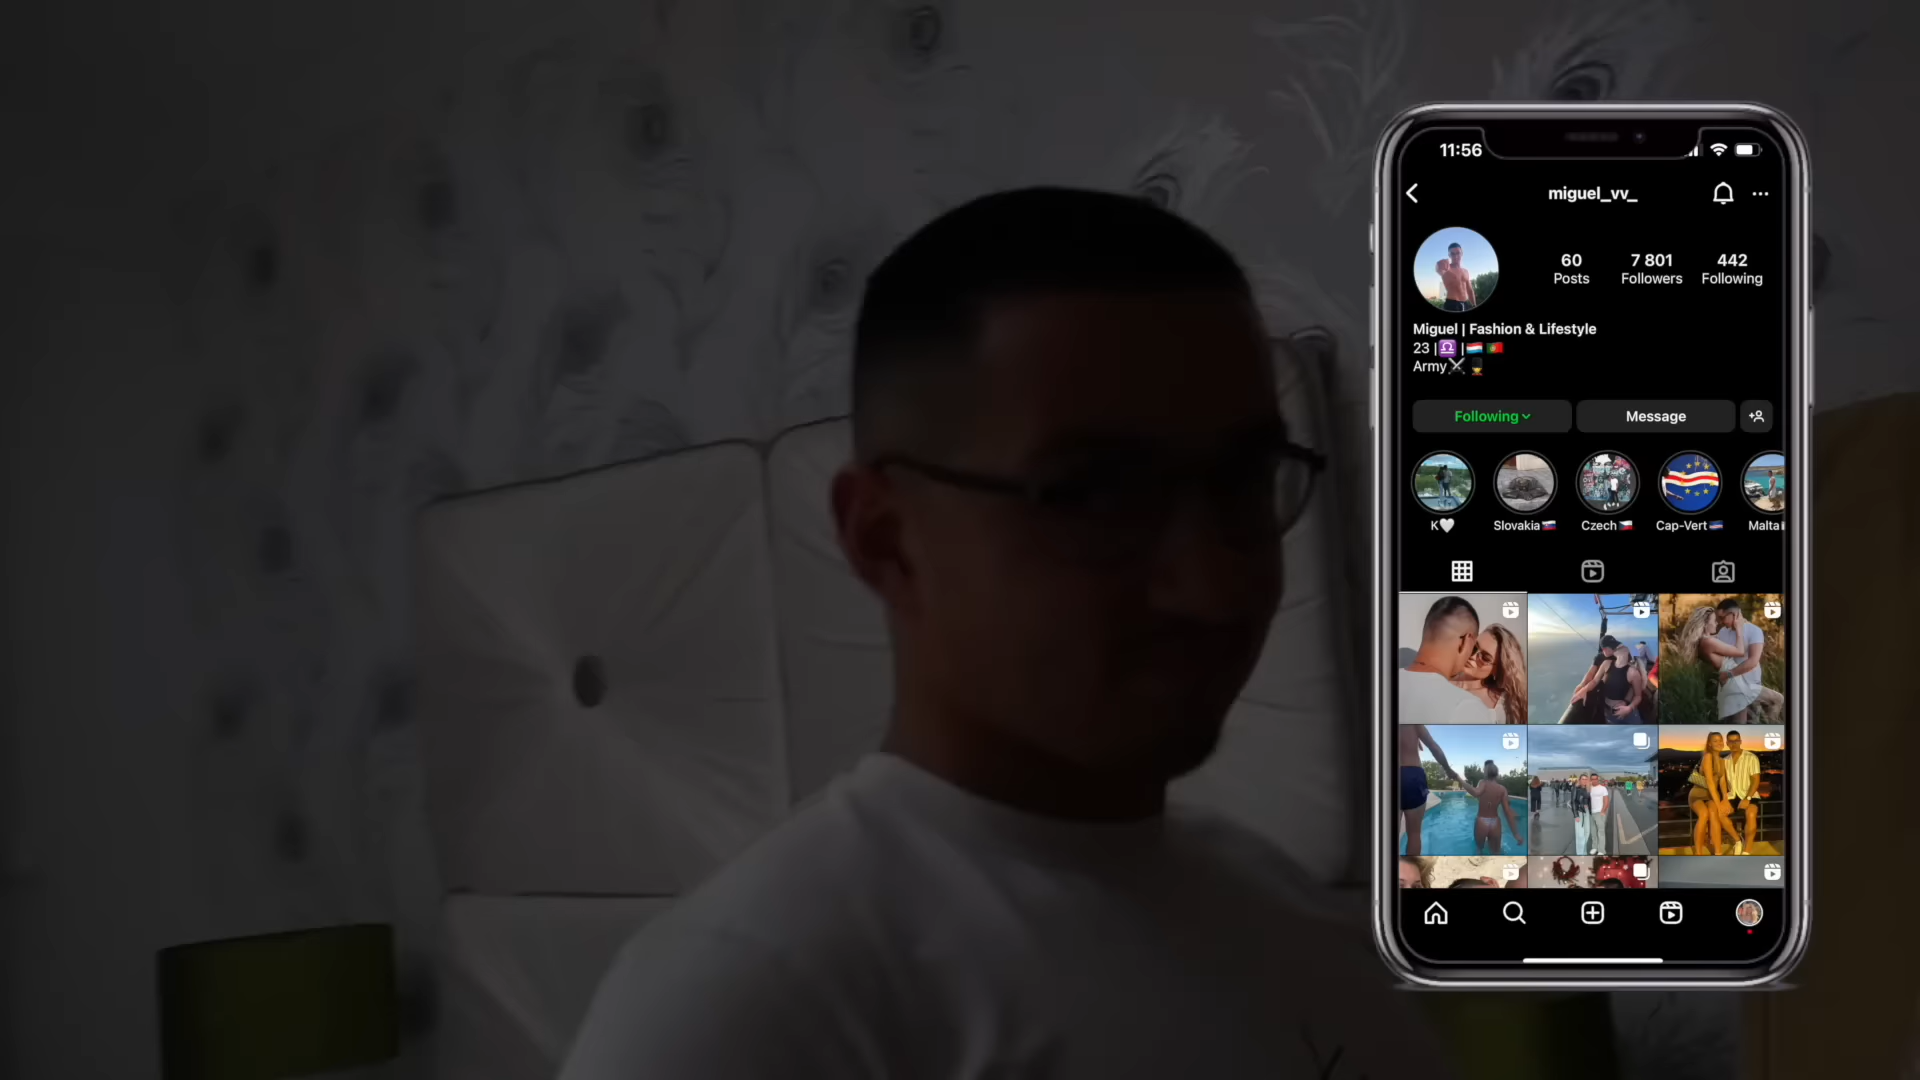 11:56
miguel_vv_
60 7 801 442
Posts Followers Following
Miguel | Fashion & Lifestyle
23 |♎ |🇱🇺 🇵🇹
Army⚔️ 💂
Following Message
K🤍 Slovakia🇸🇰 Czech🇨🇿 Cap-Vert🇨🇻 Malta